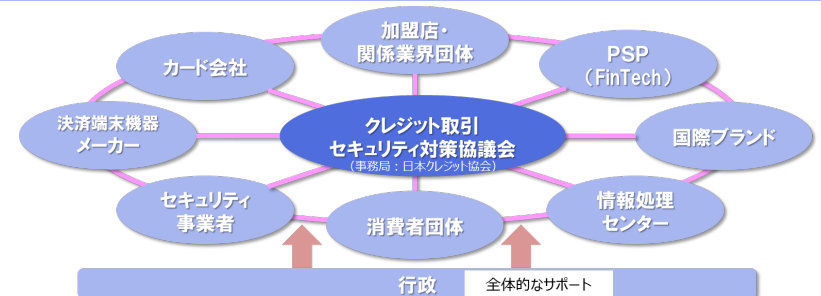 加盟店・
関係業界団体
カード会社
PSP
（FinTech）
決済端末機器
メーカー
クレジット取引
セキュリティ対策協議会
（事務局：日本クレジット協会）
国際ブランド
セキュリティ
事業者
消費者団体
情報処理
センター
行政
全体的なサポート